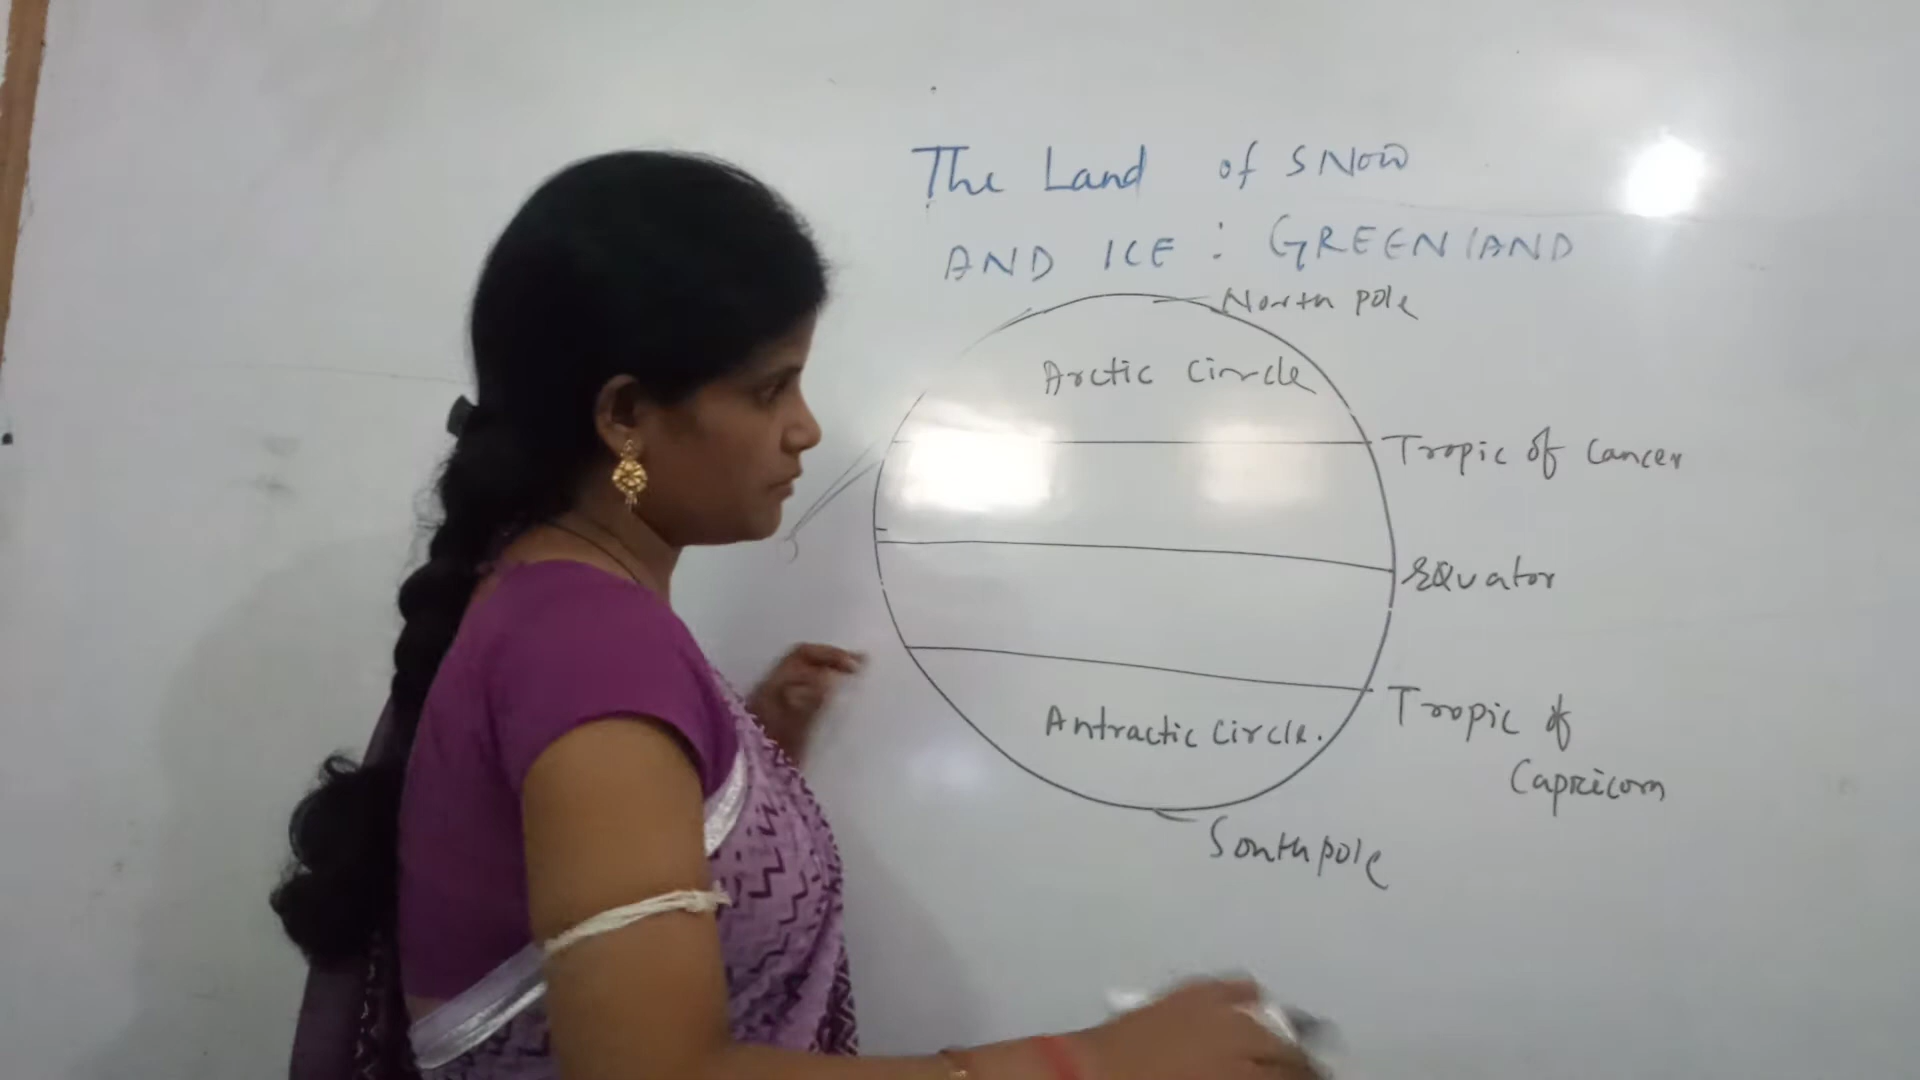 The Land of SNOW
AND ICE : GREENLAND
North pole
Arctic Circle
Tropic of Cancer
EQuator
Tropic of
Capricorn
Antractic Circle.
South pole